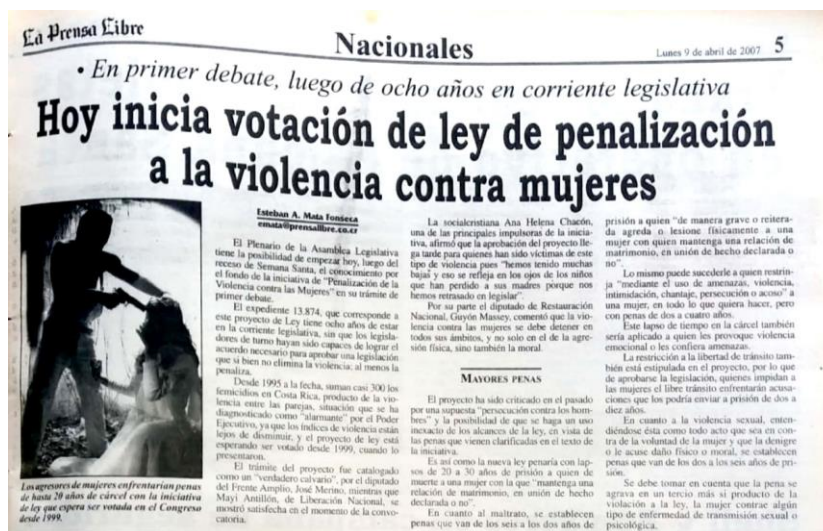 La Prensa Libre
Nacionales
Lunes 9 de abril de 2007 5
• En primer debate, luego de ocho años en corriente legislativa
Hoy inicia votación de ley de penalización
a la violencia contra mujeres
Los agresores de mujeres enfrentarían penas
de hasta 20 años de cárcel con la iniciativa
de ley que espera ser votada en el Congreso
desde 1999.
Esteban A. Mata Fonseca
emata@prensalibre.co.cr
El Plenario de la Asamblea Legislativa
tiene la posibilidad de empezar hoy, luego del
receso de Semana Santa, el conocimiento por
el fondo de la iniciativa de "Penalización de la
Violencia contra las Mujeres" en su trámite de
primer debate.
El expediente 13.874, que corresponde a
este proyecto de Ley tiene ocho años de estar
en la corriente legislativa, sin que los legisla-
dores de turno hayan sido capaces de lograr el
acuerdo necesario para aprobar una legislación
que si bien no elimina la violencia; al menos la
penaliza.
Desde 1995 a la fecha, suman casi 300 los
femicidios en Costa Rica, producto de la vio-
lencia entre las parejas, situación que se ha
diagnosticado como "alarmante" por el Poder
Ejecutivo, ya que los índices de violencia están
lejos de disminuir, y el proyecto de ley está
esperando ser votado desde 1999, cuando lo
presentaron.
El trámite del proyecto fue catalogado
como un "verdadero calvario", por el diputado
del Frente Amplio, José Merino, mientras que
Mayi Antillón, de Liberación Nacional, se
mostró satisfecha en el momento de la convo-
catoria.
La socialcristiana Ana Helena Chacón,
una de las principales impulsoras de la inicia-
tiva, afirmó que la aprobación del proyecto lle-
ga tarde para quienes han sido víctimas de este
tipo de violencia pues "hemos tenido muchas
bajas y eso se refleja en los ojos de los niños
que han perdido a sus madres porque nos
hemos retrasado en legislar".
Por su parte el diputado de Restauración
Nacional, Guyón Massey, comentó que la vio-
lencia contra las mujeres se debe detener en
todos sus ámbitos, y no solo en el de la agre-
sión física, sino también la moral.
MAYORES PENAS
El proyecto ha sido criticado en el pasado
por una supuesta "persecución contra los hom-
bres" y la posibilidad de que se haga un uso
inexacto de los alcances de la ley, en vista de
las penas que vienen clarificadas en el texto de
la iniciativa.
Es así como la nueva ley penaría con lap-
sos de 20 a 30 años de prisión a quien de
muerte a una mujer con la que "mantenga una
relación de matrimonio, en unión de hecho
declarada o no".
En cuanto al maltrato, se establecen
penas que van de los seis a los dos años de
prisión a quien "de manera grave o reitera-
da agreda o lesione físicamente a una
mujer con quien mantenga una relación de
matrimonio, en unión de hecho declarada o
no".
Lo mismo puede sucederle a quien restrin-
ja "mediante el uso de amenazas, violencia,
intimidación, chantaje, persecución o acoso" a
una mujer, en todo lo que quiera hacer, pero
con penas de dos a cuatro años.
Este lapso de tiempo en la cárcel también
sería aplicado a quien les provoque violencia
emocional o les confiera amenazas.
La restricción a la libertad de tránsito tam-
bién está estipulada en el proyecto, por lo que
de aprobarse la legislación, quienes impidan a
las mujeres el libre tránsito enfrentarán acusa-
ciones que los podría enviar a prisión de dos a
diez años.
En cuanto a la violencia sexual, enten-
diéndose ésta como todo acto que sea en con-
tra de la voluntad de la mujer y que la denigre
o le acuse daño físico o moral, se establecen
penas que van de los dos a los seis años de pri-
sión.
Se debe tomar en cuenta que la pena se
agrava en un tercio más si producto de la
violación a la ley, la mujer contrae algún
tipo de enfermedad de transmisión sexual o
psicológica.